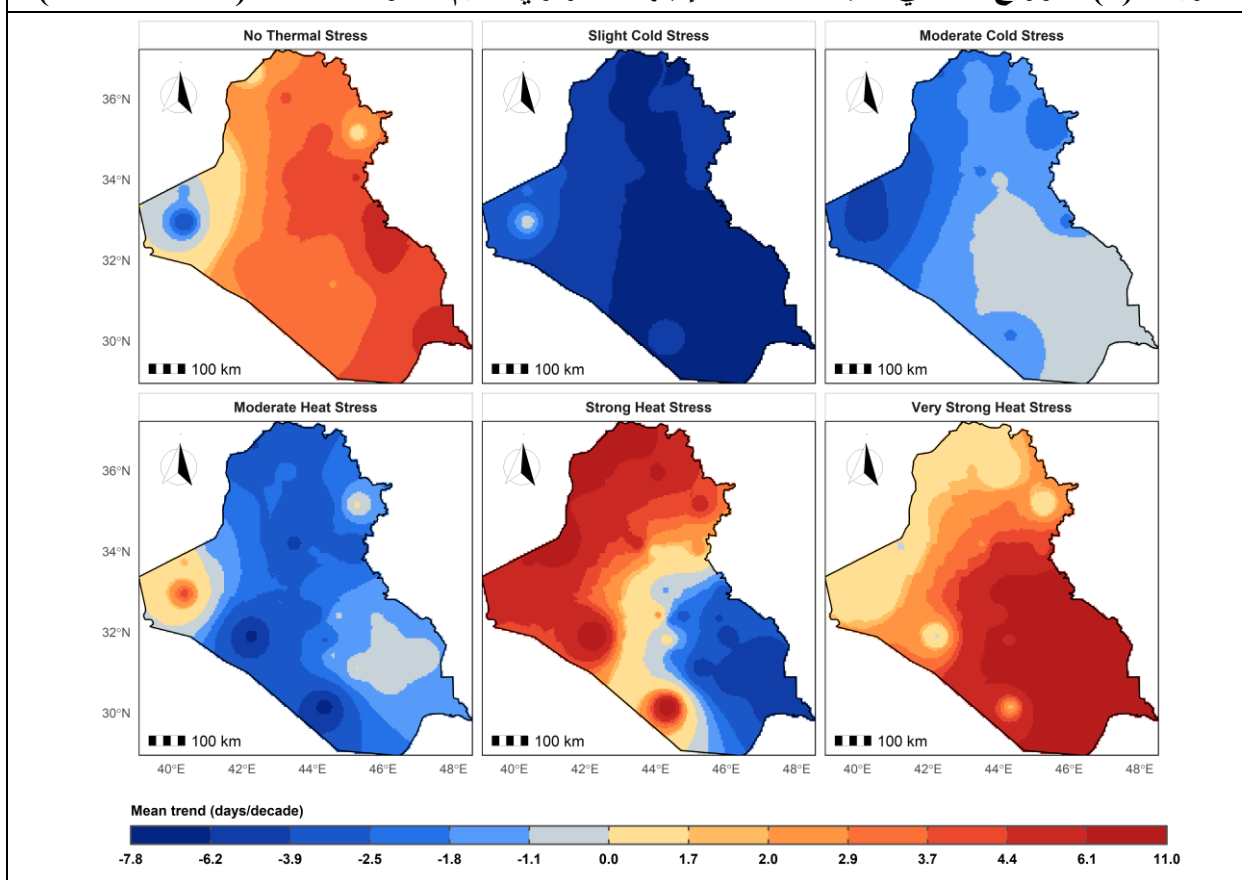 No Thermal Stress
Slight Cold Stress
Moderate Cold Stress
36°N
34°N
32°N
30°N
100 km
100 km
100 km
Moderate Heat Stress
Strong Heat Stress
Very Strong Heat Stress
36°N
34°N
32°N
30°N
100 km
100 km
100 km
40°E 42°E 44°E 46°E 48°E
40°E 42°E 44°E 46°E 48°E
40°E 42°E 44°E 46°E 48°E
Mean trend (days/decade)
-7.8 -6.2 -3.9 -2.5 -1.8 -1.1 0.0 1.7 2.0 2.9 3.7 4.4 6.1 11.0